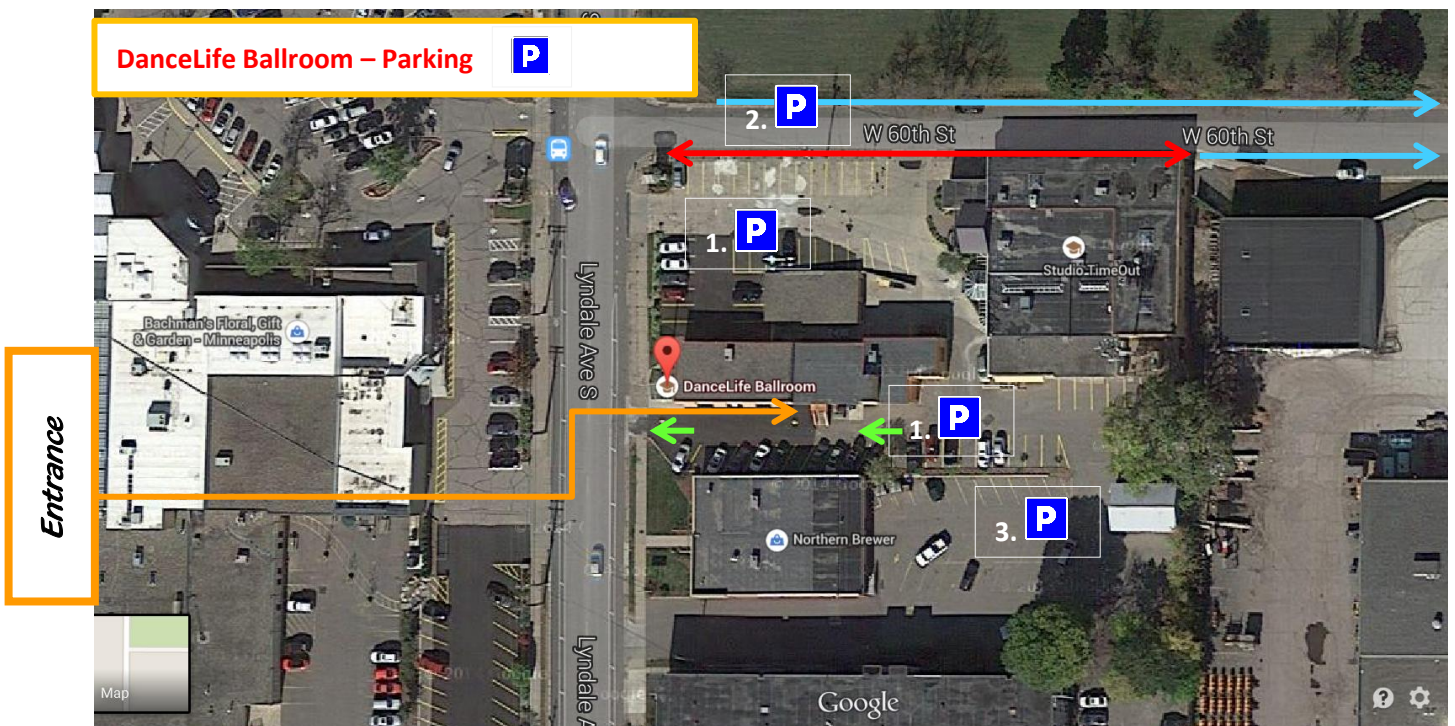 DanceLife Ballroom – Parking P
2. P
W 60th St
W 60th St
1. P
Studio TimeOut
Lyndale Ave S
Bachman's Floral, Gift
& Garden - Minneapolis
DanceLife Ballroom
1. P
Entrance
3. P
Northern Brewer
Lyndale A
Map
Google
?